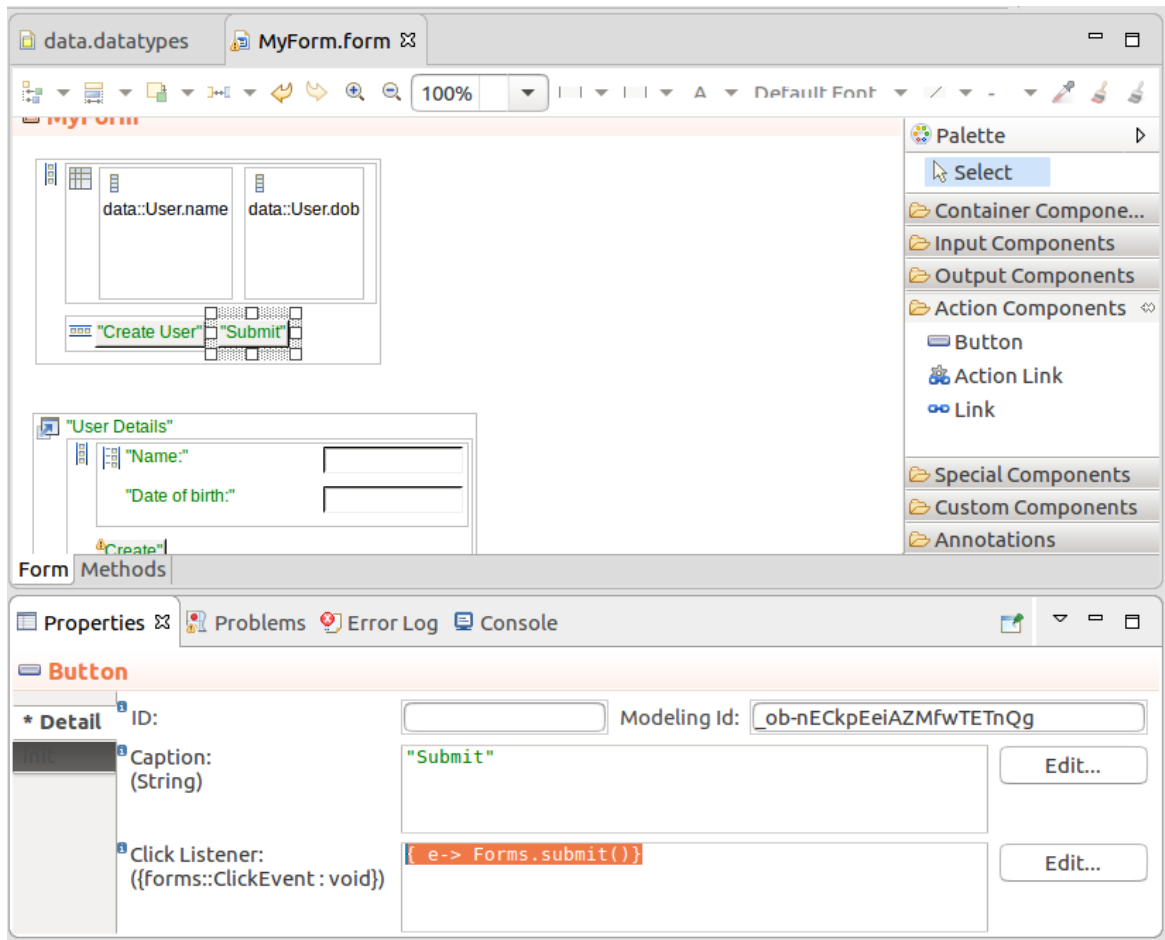 data.datatypes
MyForm.form
100%
Default Font
MyForm
Palette
Select
data::User.name
data::User.dob
Container Compone...
Input Components
Output Components
Action Components
"Create User"
"Submit"
Button
Action Link
Link
"User Details"
"Name:"
"Date of birth:"
Special Components
Custom Components
Annotations
Create"
Form
Methods
Properties
Problems
Error Log
Console
Button
* Detail
Init
ID:
Modeling Id:
_ob-nECkpEeiAZMfwTETnQg
Caption:
(String)
"Submit"
Edit...
Click Listener:
({forms::ClickEvent : void})
{ e-> Forms.submit()}
Edit...